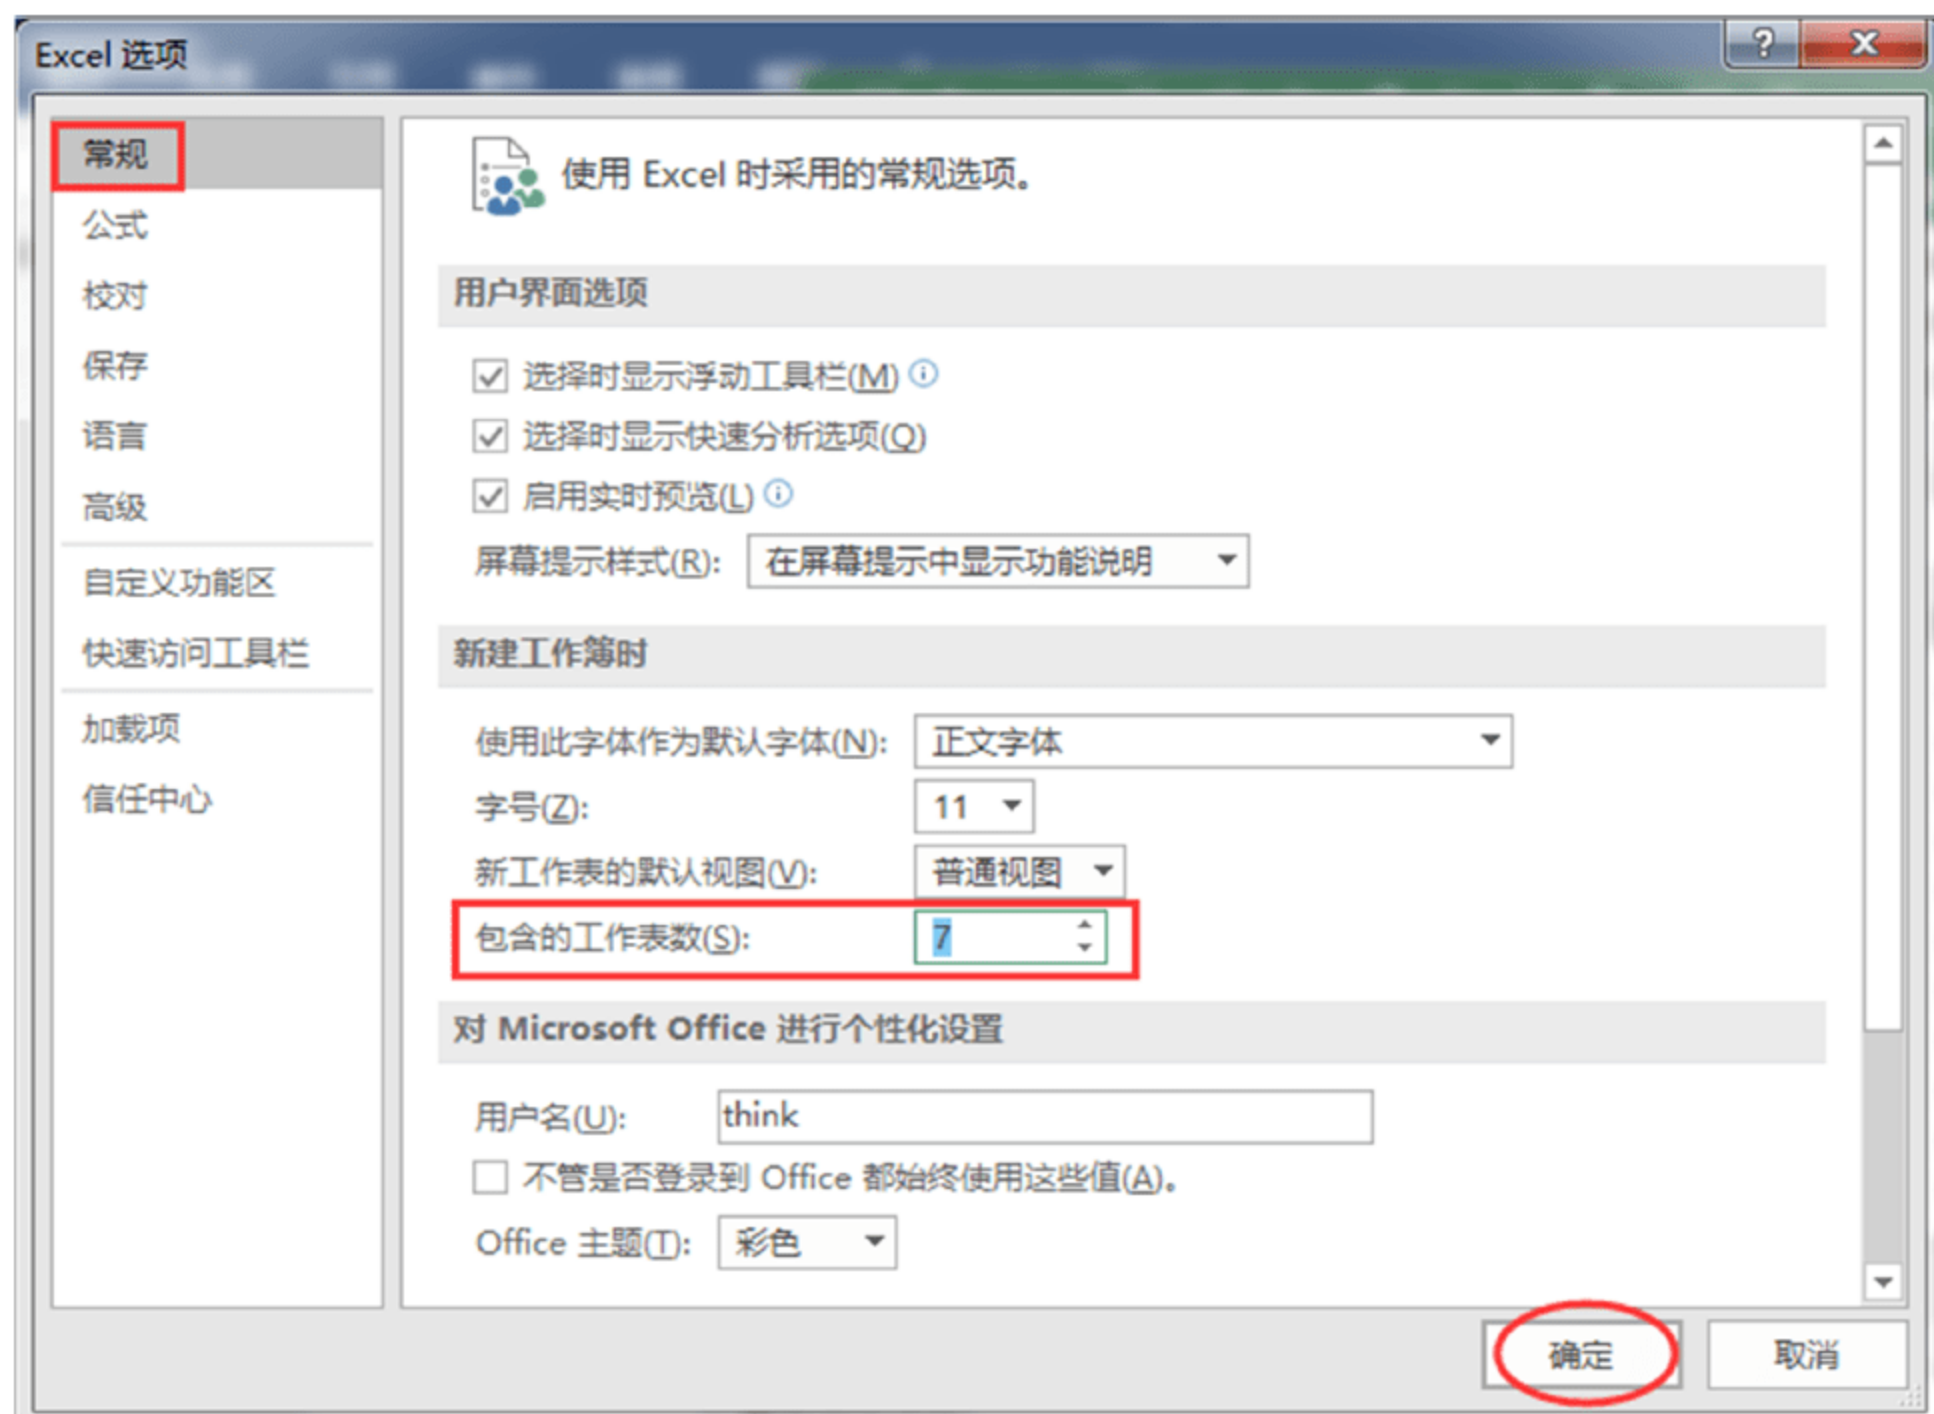 Excel 选项
常规
公式
校对
保存
语言
高级
自定义功能区
快速访问工具栏
加载项
信任中心
使用 Excel 时采用的常规选项。
用户界面选项
选择时显示浮动工具栏(M)
选择时显示快速分析选项(Q)
启用实时预览(L)
屏幕提示样式(R): 在屏幕提示中显示功能说明
新建工作簿时
使用此字体作为默认字体(N): 正文字体
字号(Z): 11
新工作表的默认视图(V): 普通视图
包含的工作表数(S): 7
对 Microsoft Office 进行个性化设置
用户名(U): think
不管是否登录到 Office 都始终使用这些值(A)。
Office 主题(T): 彩色
确定 取消